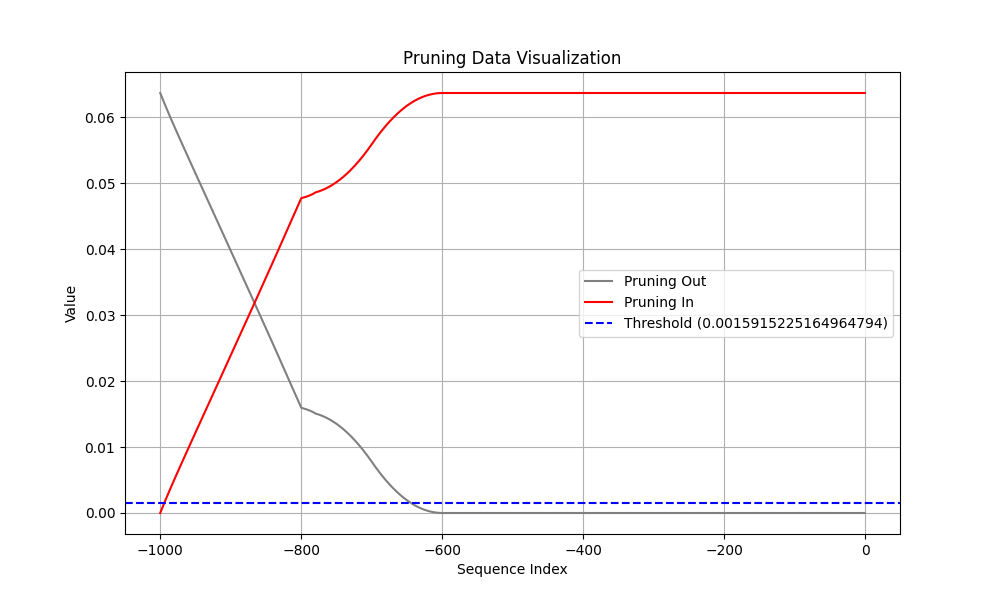 Pruning Data Visualization
Value
0.06
0.05
0.04
0.03
0.02
0.01
0.00
Pruning Out
Pruning In
Threshold (0.0015915225164964794)
−1000
−800
−600
−400
−200
0
Sequence Index